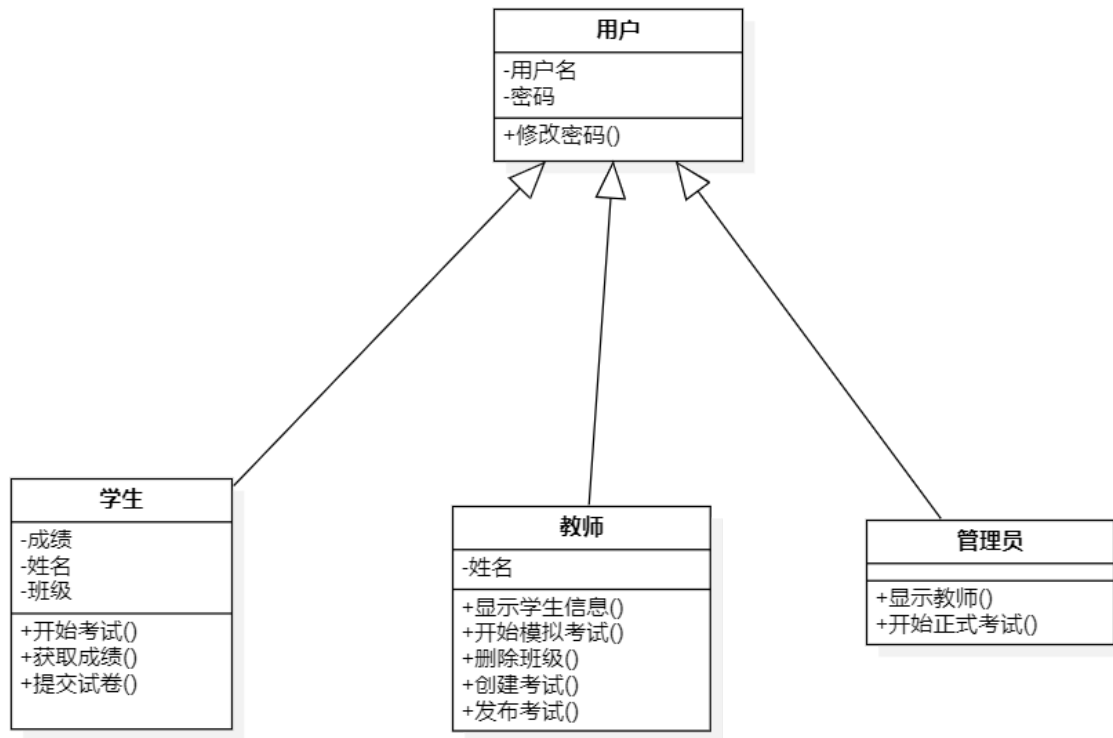 用户
-用户名
-密码
+修改密码()
学生
-成绩
-姓名
-班级
+开始考试()
+获取成绩()
+提交试卷()
教师
-姓名
+显示学生信息()
+开始模拟考试()
+删除班级()
+创建考试()
+发布考试()
管理员
+显示教师()
+开始正式考试()